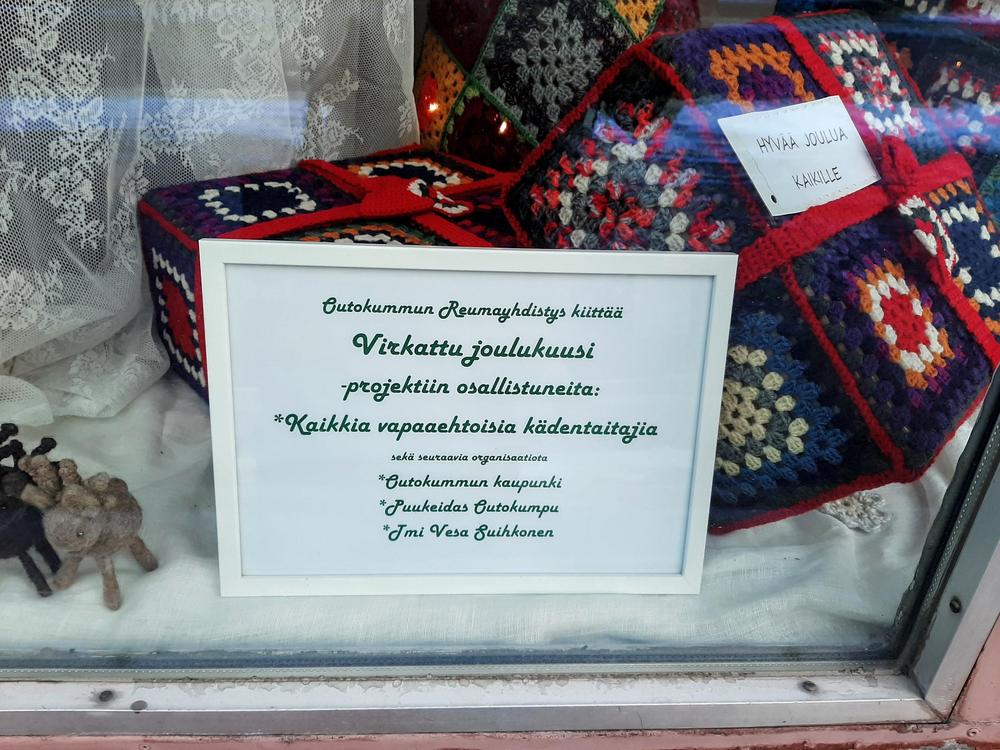 HYVÄÄ JOULUA
KAIKILLE
Outokummun Reumayhdistys kiittää
Virkattu joulukuusi
-projektiin osallistuneita:
*Kaikkia vapaaehtoisia kädentaitajia
sekä seuraavia organisaatiota
*Outokummun kaupunki
*Puukeidas Outokumpu
*Tmi Vesa Suihkonen